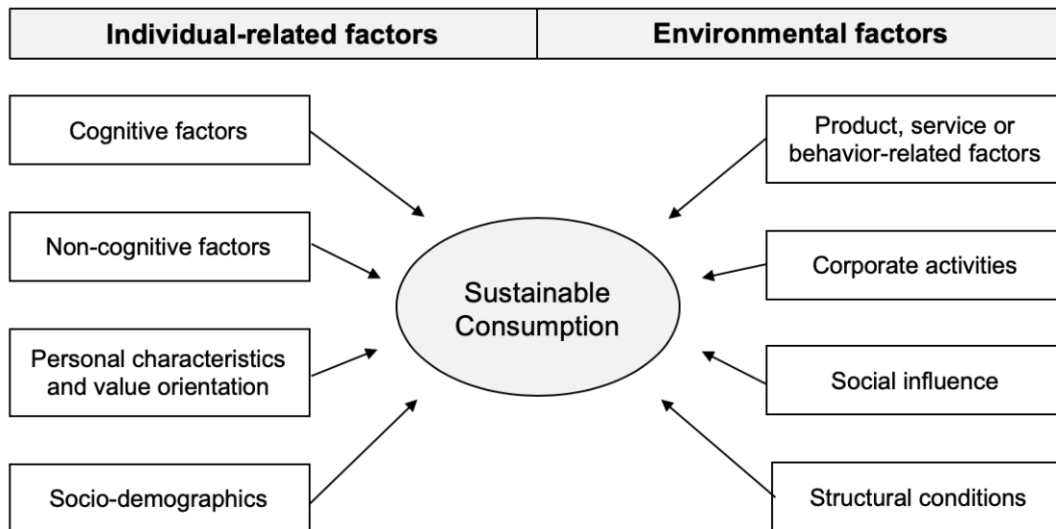 Individual-related factors
Environmental factors
Cognitive factors
Non-cognitive factors
Personal characteristics
and value orientation
Socio-demographics
Sustainable
Consumption
Product, service or
behavior-related factors
Corporate activities
Social influence
Structural conditions